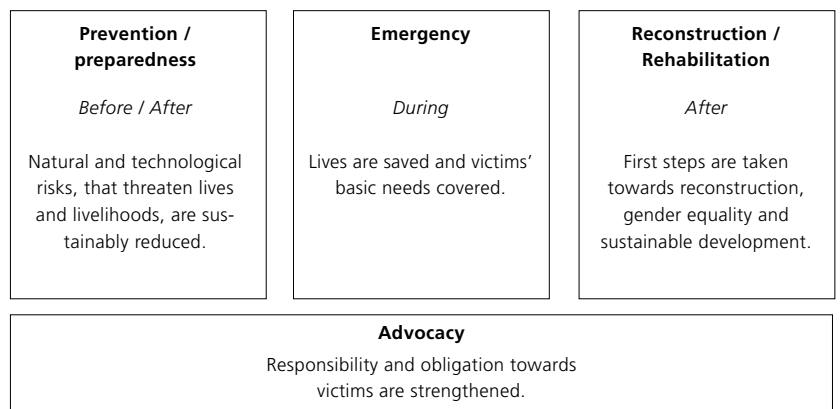 Prevention /
preparedness
Before / After
Natural and technological
risks, that threaten lives
and livelihoods, are sus-
tainably reduced.
Emergency
During
Lives are saved and victims’
basic needs covered.
Reconstruction /
Rehabilitation
After
First steps are taken
towards reconstruction,
gender equality and
sustainable development.
Advocacy
Responsibility and obligation towards
victims are strengthened.